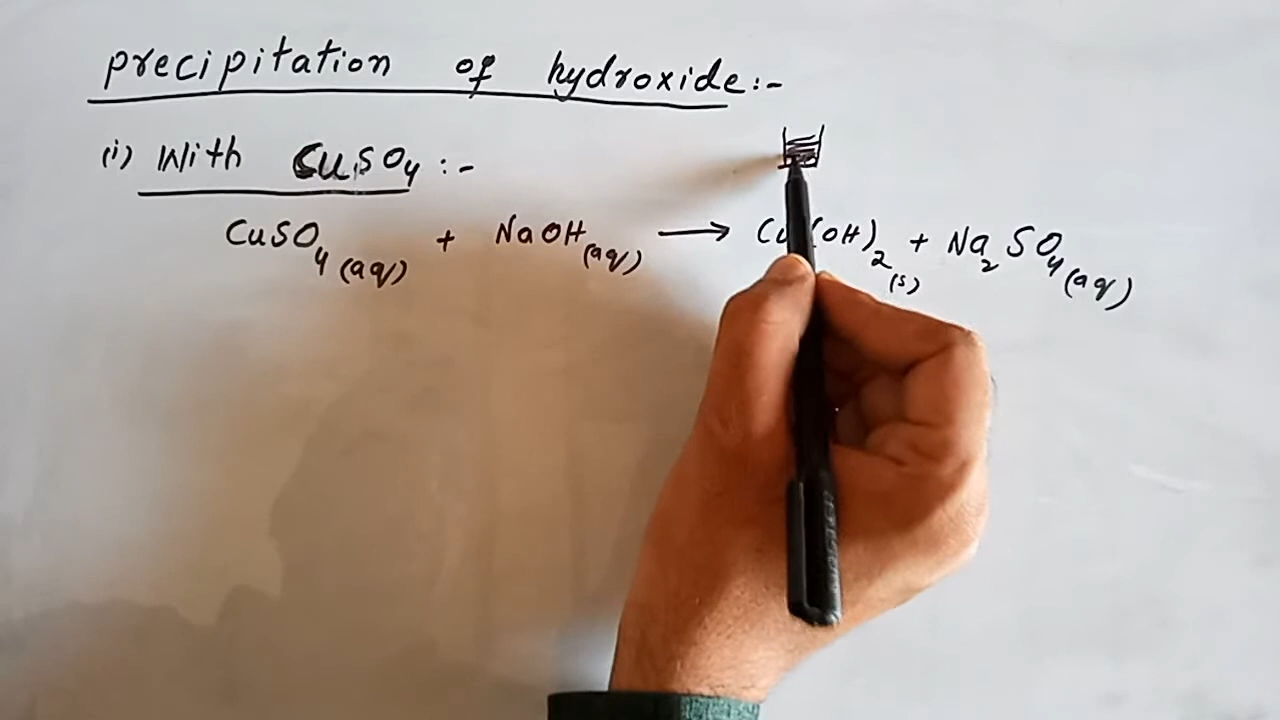 precipitation of hydroxide:-
(i) With CuSO4 :-
CuSO4(aq) + NaOH(aq) → Cu(OH)2(s) + Na2SO4(aq)